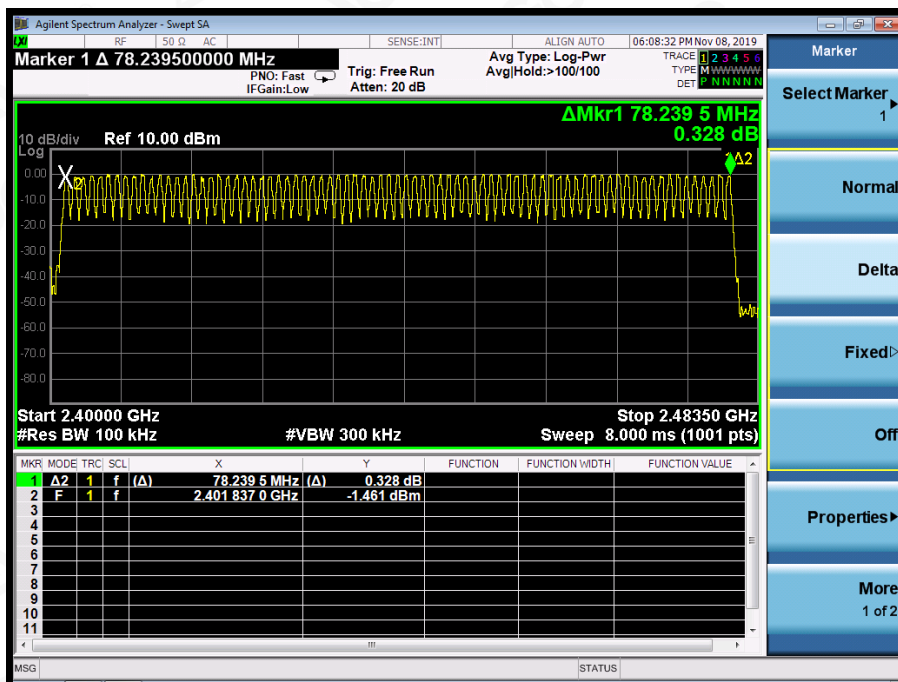 Agilent Spectrum Analyzer - Swept SA
LXI RF 50 Ω AC SENSE:INT ALIGN AUTO 06:08:32 PM Nov 08, 2019
Marker 1 Δ 78.239500000 MHz
PNO: Fast
IFGain:Low
Trig: Free Run
Atten: 20 dB
Avg Type: Log-Pwr
Avg|Hold:>100/100
TRACE 1 2 3 4 5 6
TYPE M WWWWW
DET P N N N N N
ΔMkr1 78.239 5 MHz
0.328 dB
10 dB/div Ref 10.00 dBm
Log
1Δ2
0.00
X2
-10.0
-20.0
-30.0
-40.0
-50.0
-60.0
-70.0
-80.0
Start 2.40000 GHz Stop 2.48350 GHz
#Res BW 100 kHz #VBW 300 kHz Sweep 8.000 ms (1001 pts)
MKR MODE TRC SCL X Y FUNCTION FUNCTION WIDTH FUNCTION VALUE
1 Δ2 1 f (Δ) 78.239 5 MHz (Δ) 0.328 dB
2 F 1 f 2.401 837 0 GHz -1.461 dBm
3
4
5
6
7
8
9
10
11
MSG STATUS
Marker
Select Marker
1
Normal
Delta
Fixed
Off
Properties
More
1 of 2